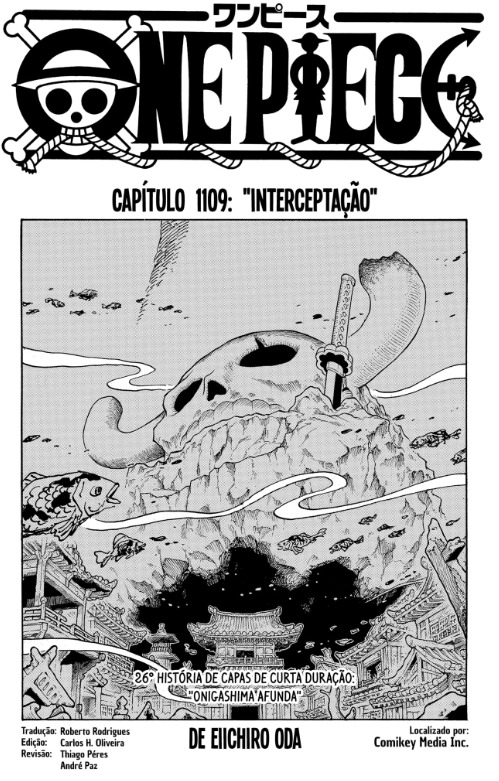 ワンピース
ONE PIECE
CAPÍTULO 1109: "INTERCEPTAÇÃO"
26° HISTÓRIA DE CAPAS DE CURTA DURAÇÃO:
"ONIGASHIMA AFUNDA"
Tradução: Roberto Rodrigues
Edição: Carlos H. Oliveira
Revisão: Thiago Péres
André Paz
DE EIICHIRO ODA
Localizado por:
Comikey Media Inc.